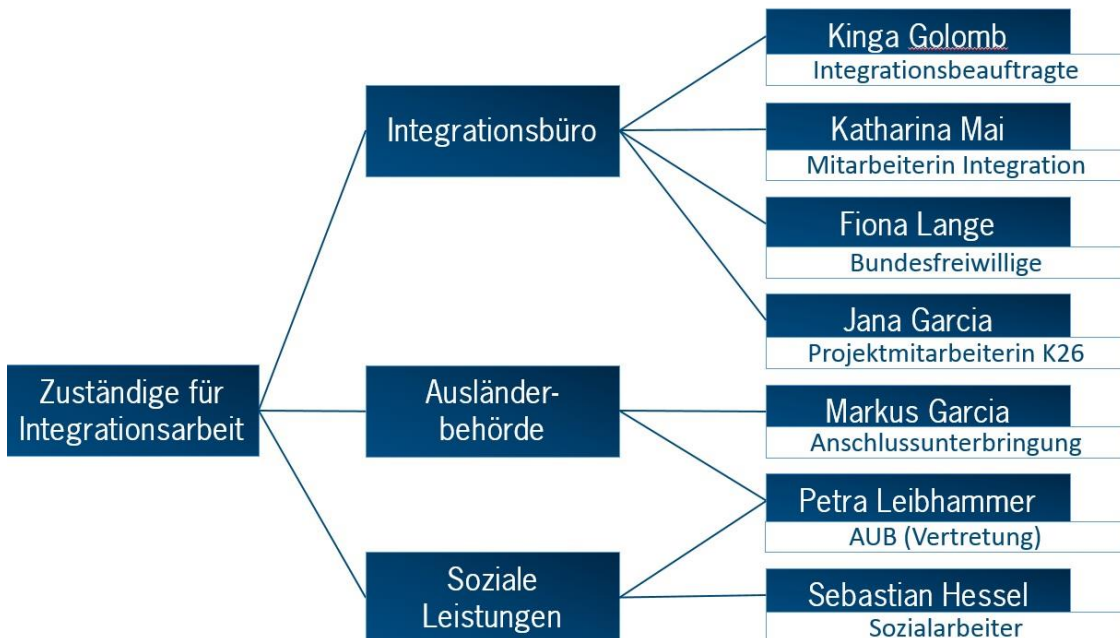 Zuständige für
Integrationsarbeit
Integrationsbüro
Kinga Golomb
Integrationsbeauftragte
Katharina Mai
Mitarbeiterin Integration
Fiona Lange
Bundesfreiwillige
Jana Garcia
Projektmitarbeiterin K26
Ausländer-
behörde
Markus Garcia
Anschlussunterbringung
Petra Leibhammer
AUB (Vertretung)
Soziale
Leistungen
Sebastian Hessel
Sozialarbeiter